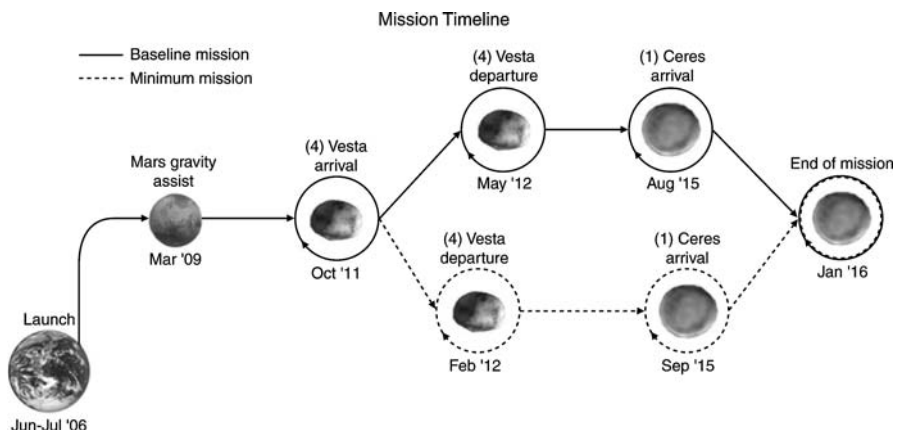 Mission Timeline
Baseline mission
Minimum mission
(4) Vesta
departure
(1) Ceres
arrival
(4) Vesta
arrival
Mars gravity
assist
End of mission
May '12
Aug '15
(4) Vesta
departure
(1) Ceres
arrival
Mar '09
Oct '11
Jan '16
Launch
Feb '12
Sep '15
Jun-Jul '06